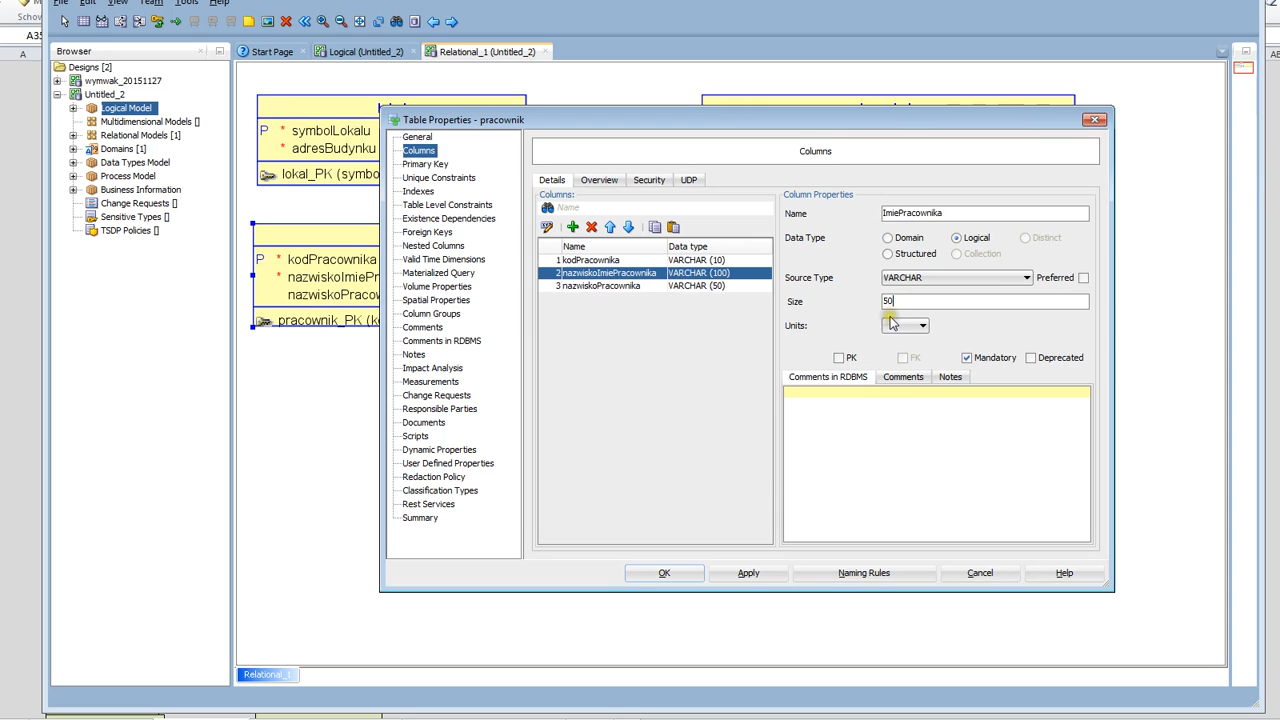 File Edit View Team Tools Help
A35
A
AB
Browser
Start Page
Logical (Untitled_2)
Relational_1 (Untitled_2)
Designs [2]
wymwak_20151127
Untitled_2
Logical Model
Multidimensional Models []
Relational Models [1]
Domains [1]
Data Types Model
Process Model
Business Information
Change Requests []
Sensitive Types []
TSDP Policies []
P * symbolLokalu
* adresBudynku
lokal_PK (symbo
P * kodPracownika
* nazwiskoImiePr
nazwiskoPracow
pracownik_PK (k
Table Properties - pracownik
General
Columns
Primary Key
Unique Constraints
Indexes
Table Level Constraints
Existence Dependencies
Foreign Keys
Nested Columns
Valid Time Dimensions
Materialized Query
Volume Properties
Spatial Properties
Column Groups
Comments
Comments in RDBMS
Notes
Impact Analysis
Measurements
Change Requests
Responsible Parties
Documents
Scripts
Dynamic Properties
User Defined Properties
Redaction Policy
Classification Types
Rest Services
Summary
Columns
Details Overview Security UDP
Columns:
Name
Name Data type
1 kodPracownika VARCHAR (10)
2 nazwiskoImiePracownika VARCHAR (100)
3 nazwiskoPracownika VARCHAR (50)
Column Properties
Name ImiePracownika
Data Type Domain Logical Distinct
Structured Collection
Source Type VARCHAR Preferred
Size 50
Units:
PK FK Mandatory Deprecated
Comments in RDBMS Comments Notes
OK Apply Naming Rules Cancel Help
Relational_1